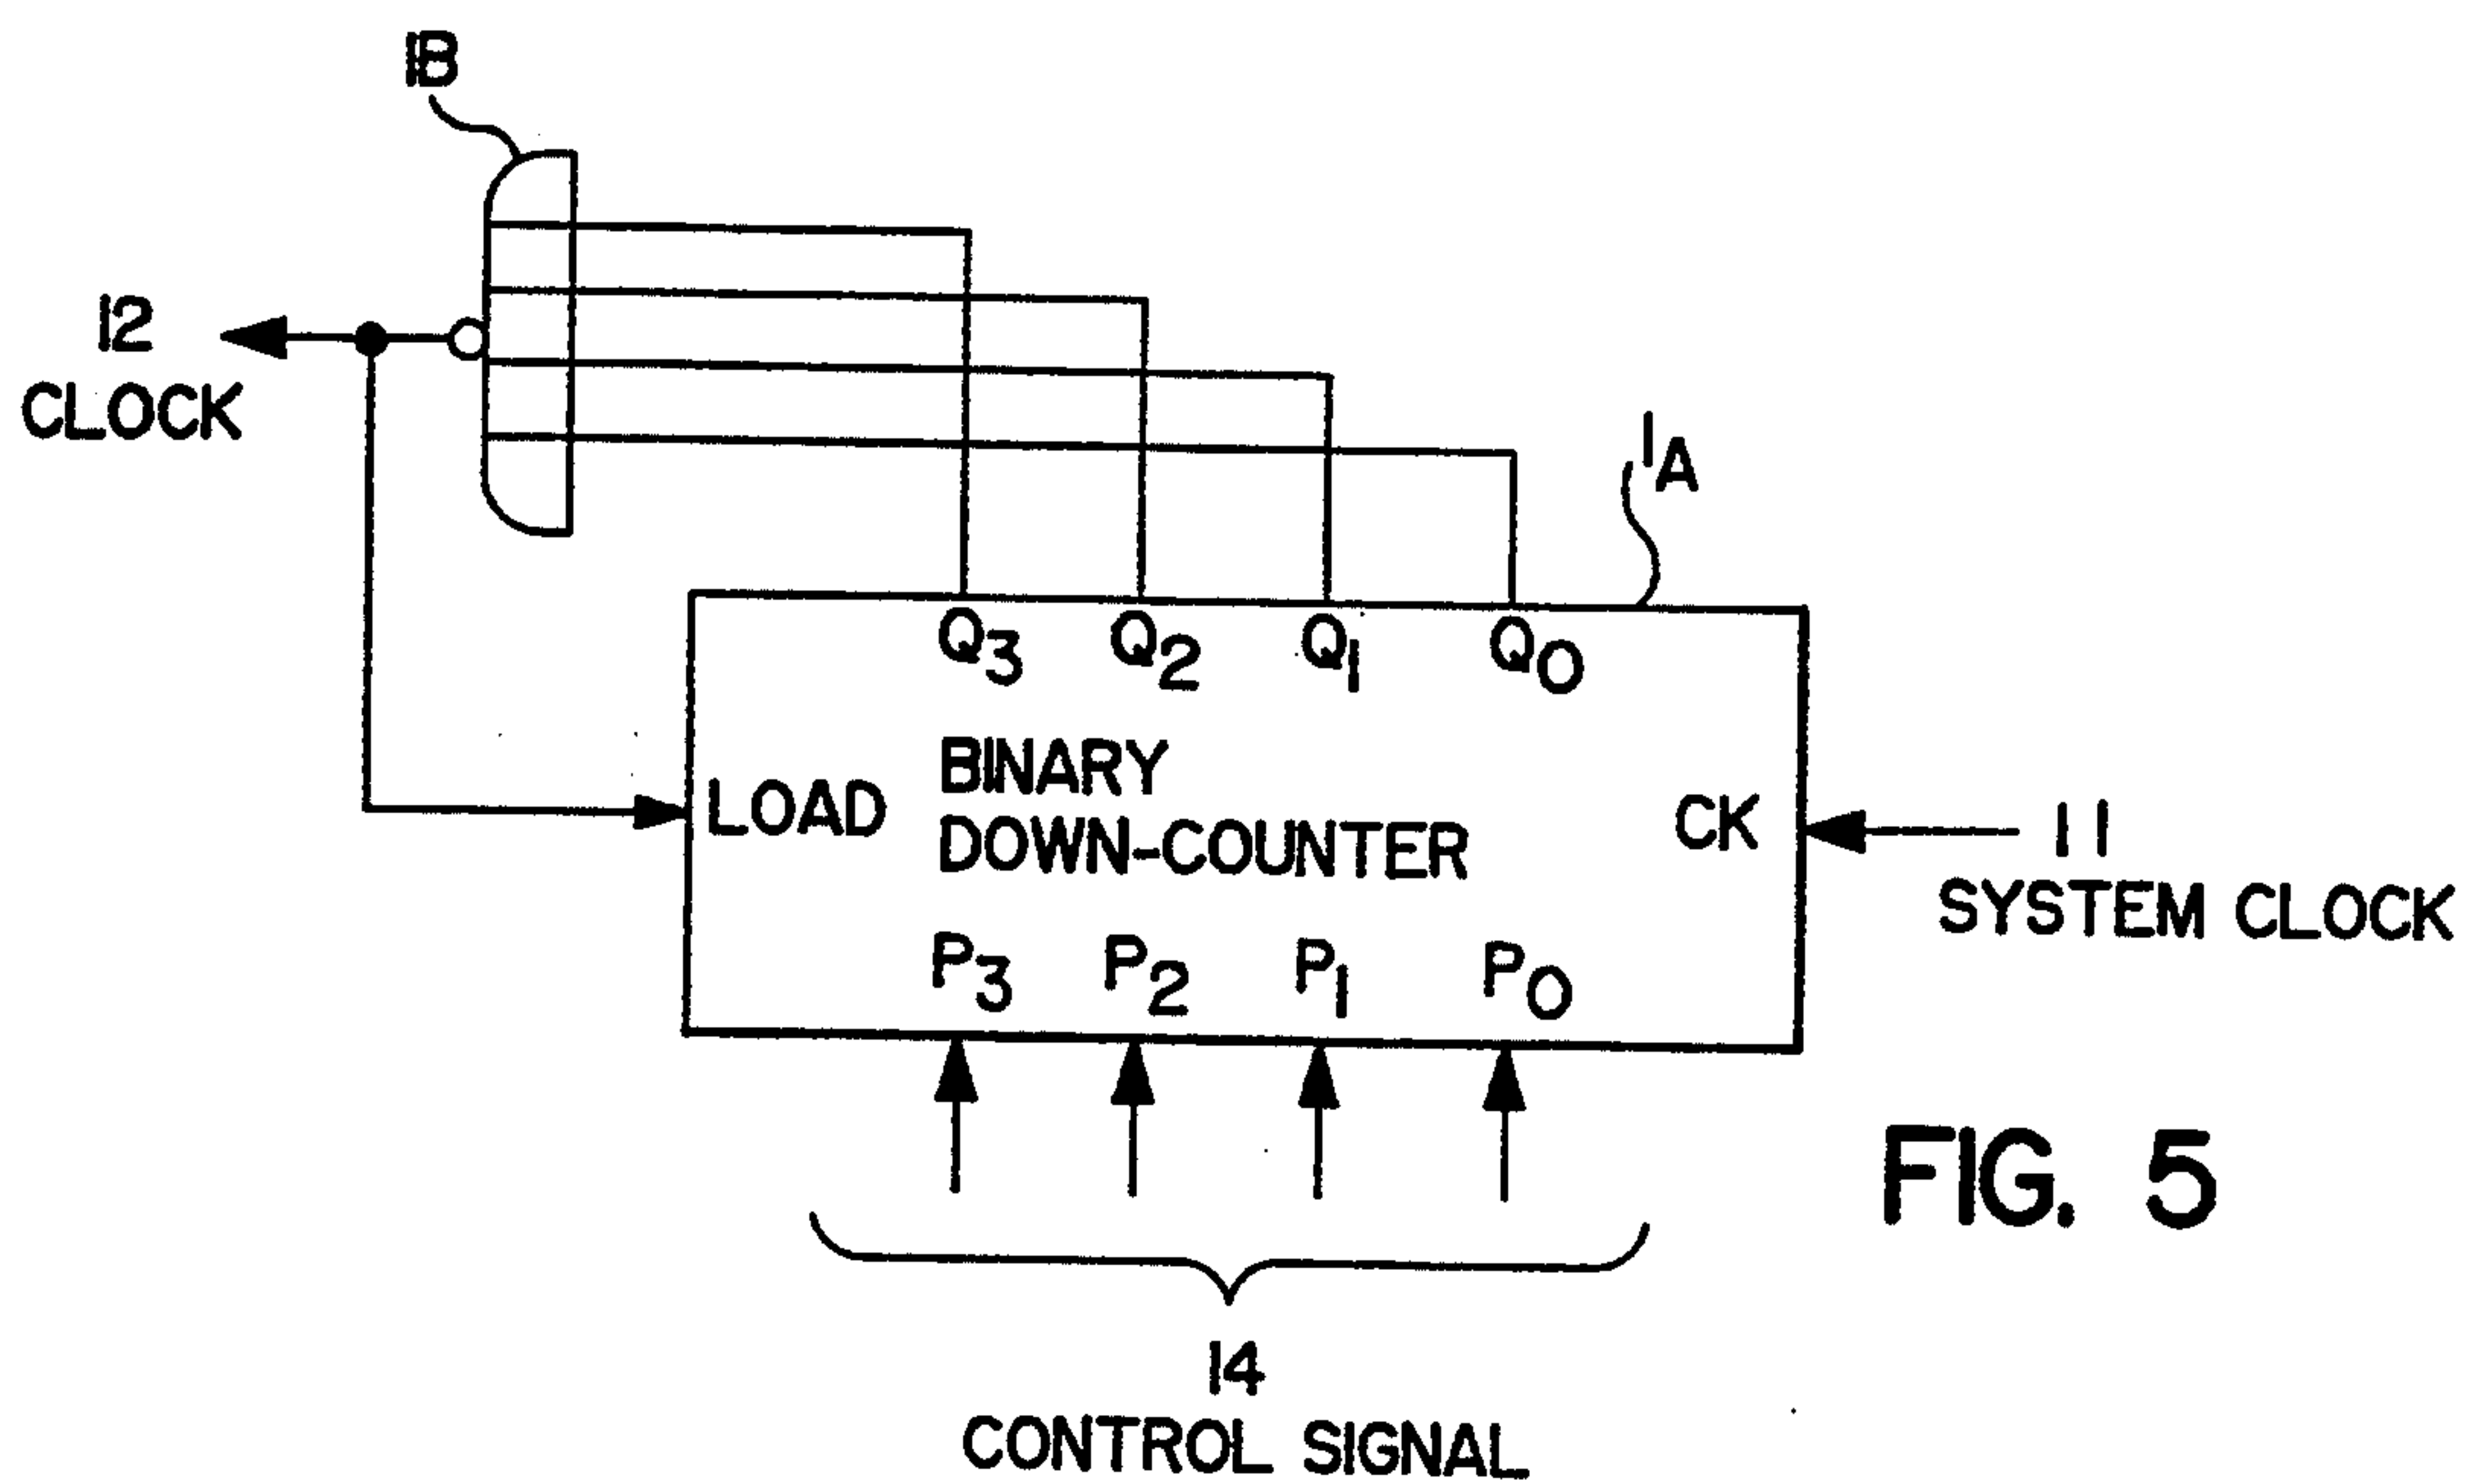 1B
12
CLOCK
1A
Q3 Q2 Q1 Q0
BINARY
DOWN-COUNTER
LOAD
CK
11
SYSTEM CLOCK
P3 P2 P1 P0
FIG. 5
14
CONTROL SIGNAL